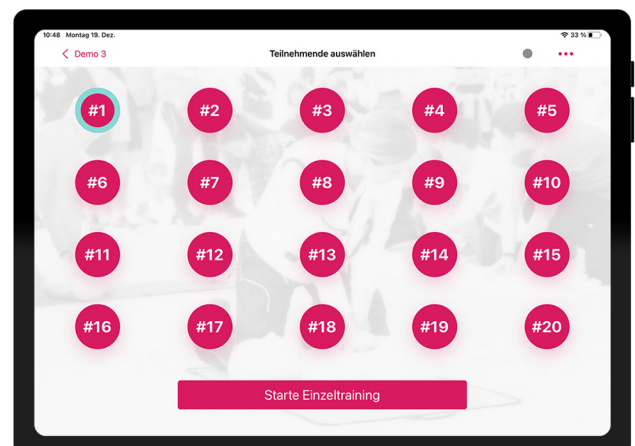 10:48 Montag 19. Dez. 33 %
Demo 3 Teilnehmende auswählen
#1 #2 #3 #4 #5
#6 #7 #8 #9 #10
#11 #12 #13 #14 #15
#16 #17 #18 #19 #20
Starte Einzeltraining